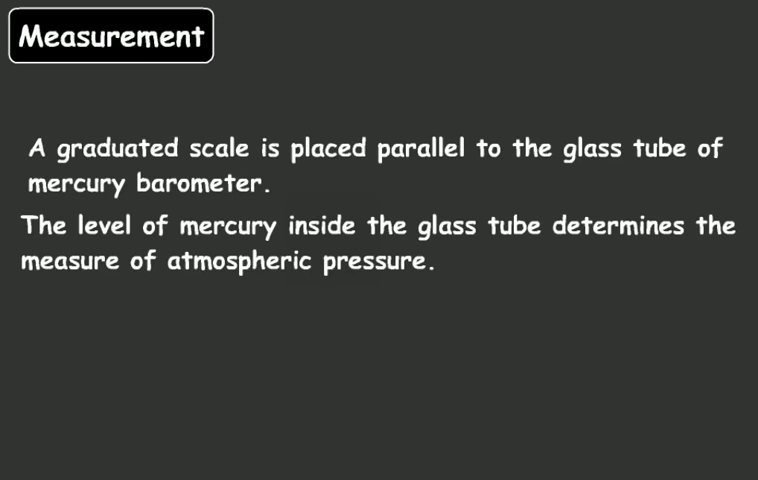 Measurement
A graduated scale is placed parallel to the glass tube of
mercury barometer.
The level of mercury inside the glass tube determines the
measure of atmospheric pressure.